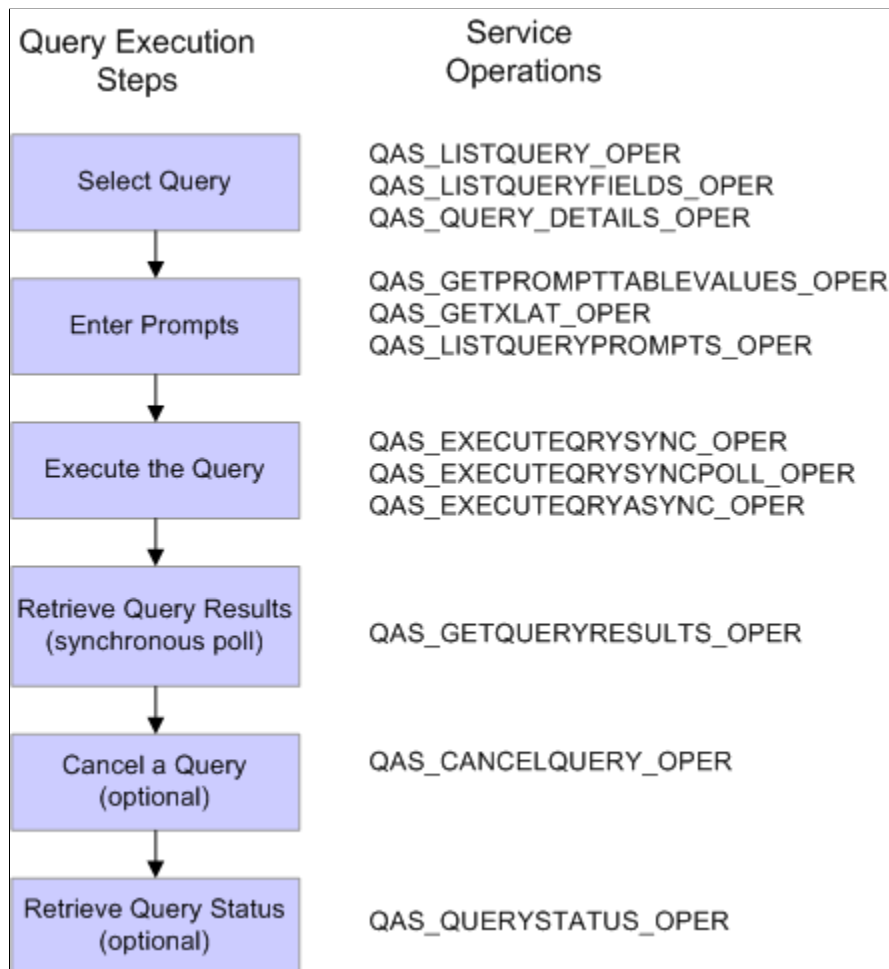 Query Execution
Steps
Service
Operations
Select Query
QAS_LISTQUERY_OPER
QAS_LISTQUERYFIELDS_OPER
QAS_QUERY_DETAILS_OPER
Enter Prompts
QAS_GETPROMPTTABLEVALUES_OPER
QAS_GETXLAT_OPER
QAS_LISTQUERYPROMPTS_OPER
Execute the Query
QAS_EXECUTEQRYSYNC_OPER
QAS_EXECUTEQRYSYNCPOLL_OPER
QAS_EXECUTEQRYASYNC_OPER
Retrieve Query Results
(synchronous poll)
QAS_GETQUERYRESULTS_OPER
Cancel a Query
(optional)
QAS_CANCELQUERY_OPER
Retrieve Query Status
(optional)
QAS_QUERYSTATUS_OPER